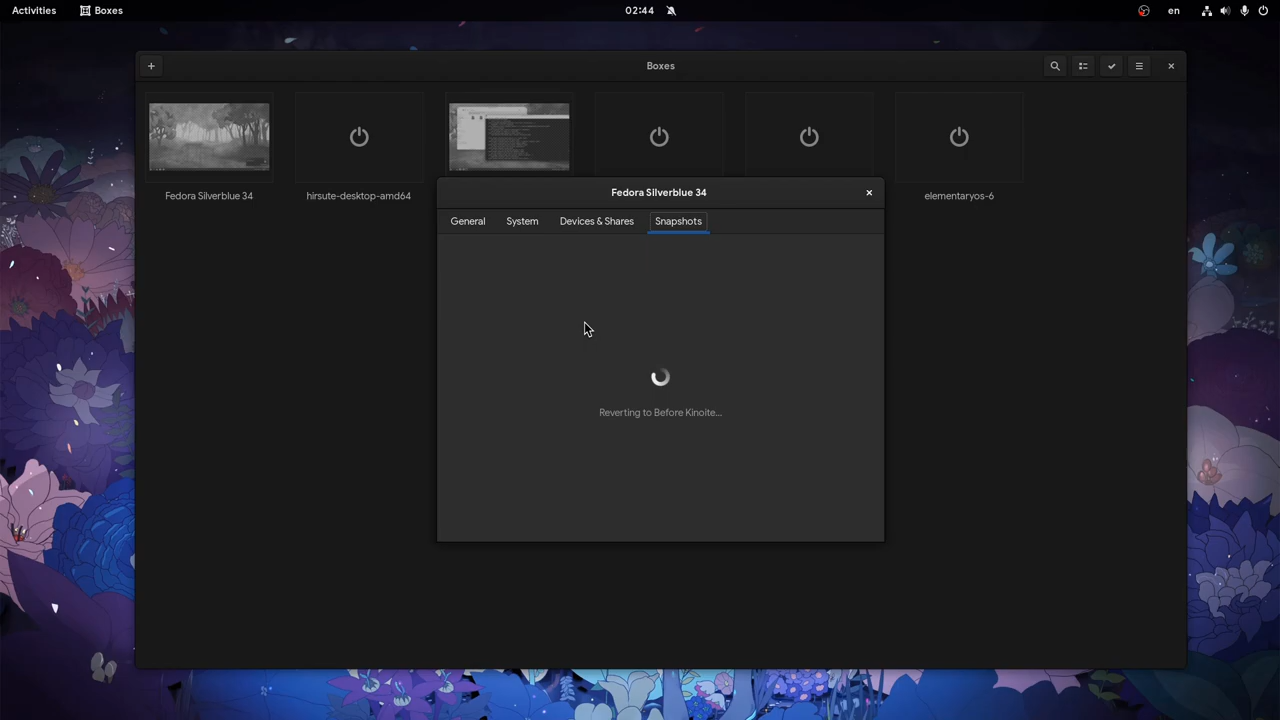 Activities
Boxes
02:44
en
Boxes
Fedora Silverblue 34
hirsute-desktop-amd64
elementaryos-6
Fedora Silverblue 34
General
System
Devices & Shares
Snapshots
Reverting to Before Kinoite...